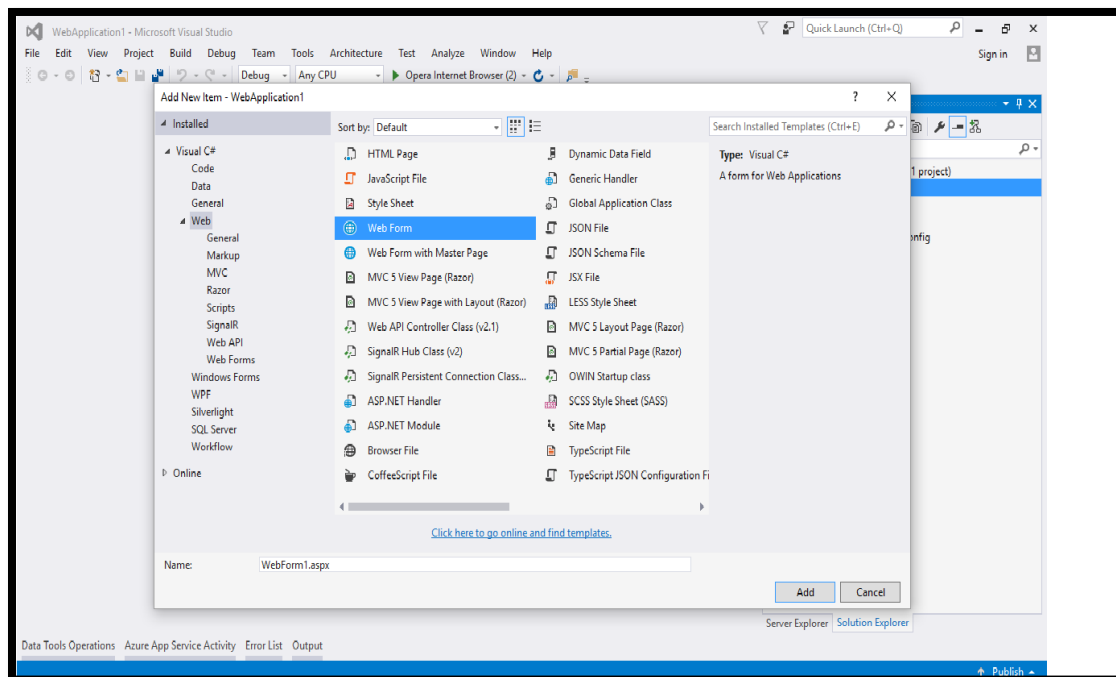 WebApplication1 - Microsoft Visual Studio
Quick Launch (Ctrl+Q)
File Edit View Project Build Debug Team Tools Architecture Test Analyze Window Help
Sign in
Debug Any CPU Opera Internet Browser (2)
Add New Item - WebApplication1
? X
Installed
Sort by: Default
Search Installed Templates (Ctrl+E)
Visual C#
Code
Data
General
Web
General
Markup
MVC
Razor
Scripts
SignalR
Web API
Web Forms
Windows Forms
WPF
Silverlight
SQL Server
Workflow
Online
HTML Page
JavaScript File
Style Sheet
Web Form
Web Form with Master Page
MVC 5 View Page (Razor)
MVC 5 View Page with Layout (Razor)
Web API Controller Class (v2.1)
SignalR Hub Class (v2)
SignalR Persistent Connection Class...
ASP.NET Handler
ASP.NET Module
Browser File
CoffeeScript File
Dynamic Data Field
Generic Handler
Global Application Class
JSON File
JSON Schema File
JSX File
LESS Style Sheet
MVC 5 Layout Page (Razor)
MVC 5 Partial Page (Razor)
OWIN Startup class
SCSS Style Sheet (SASS)
Site Map
TypeScript File
TypeScript JSON Configuration Fi
Type: Visual C#
A form for Web Applications
1 project)
onfig
Click here to go online and find templates.
Name: WebForm1.aspx
Add Cancel
Server Explorer Solution Explorer
Data Tools Operations Azure App Service Activity Error List Output
Publish